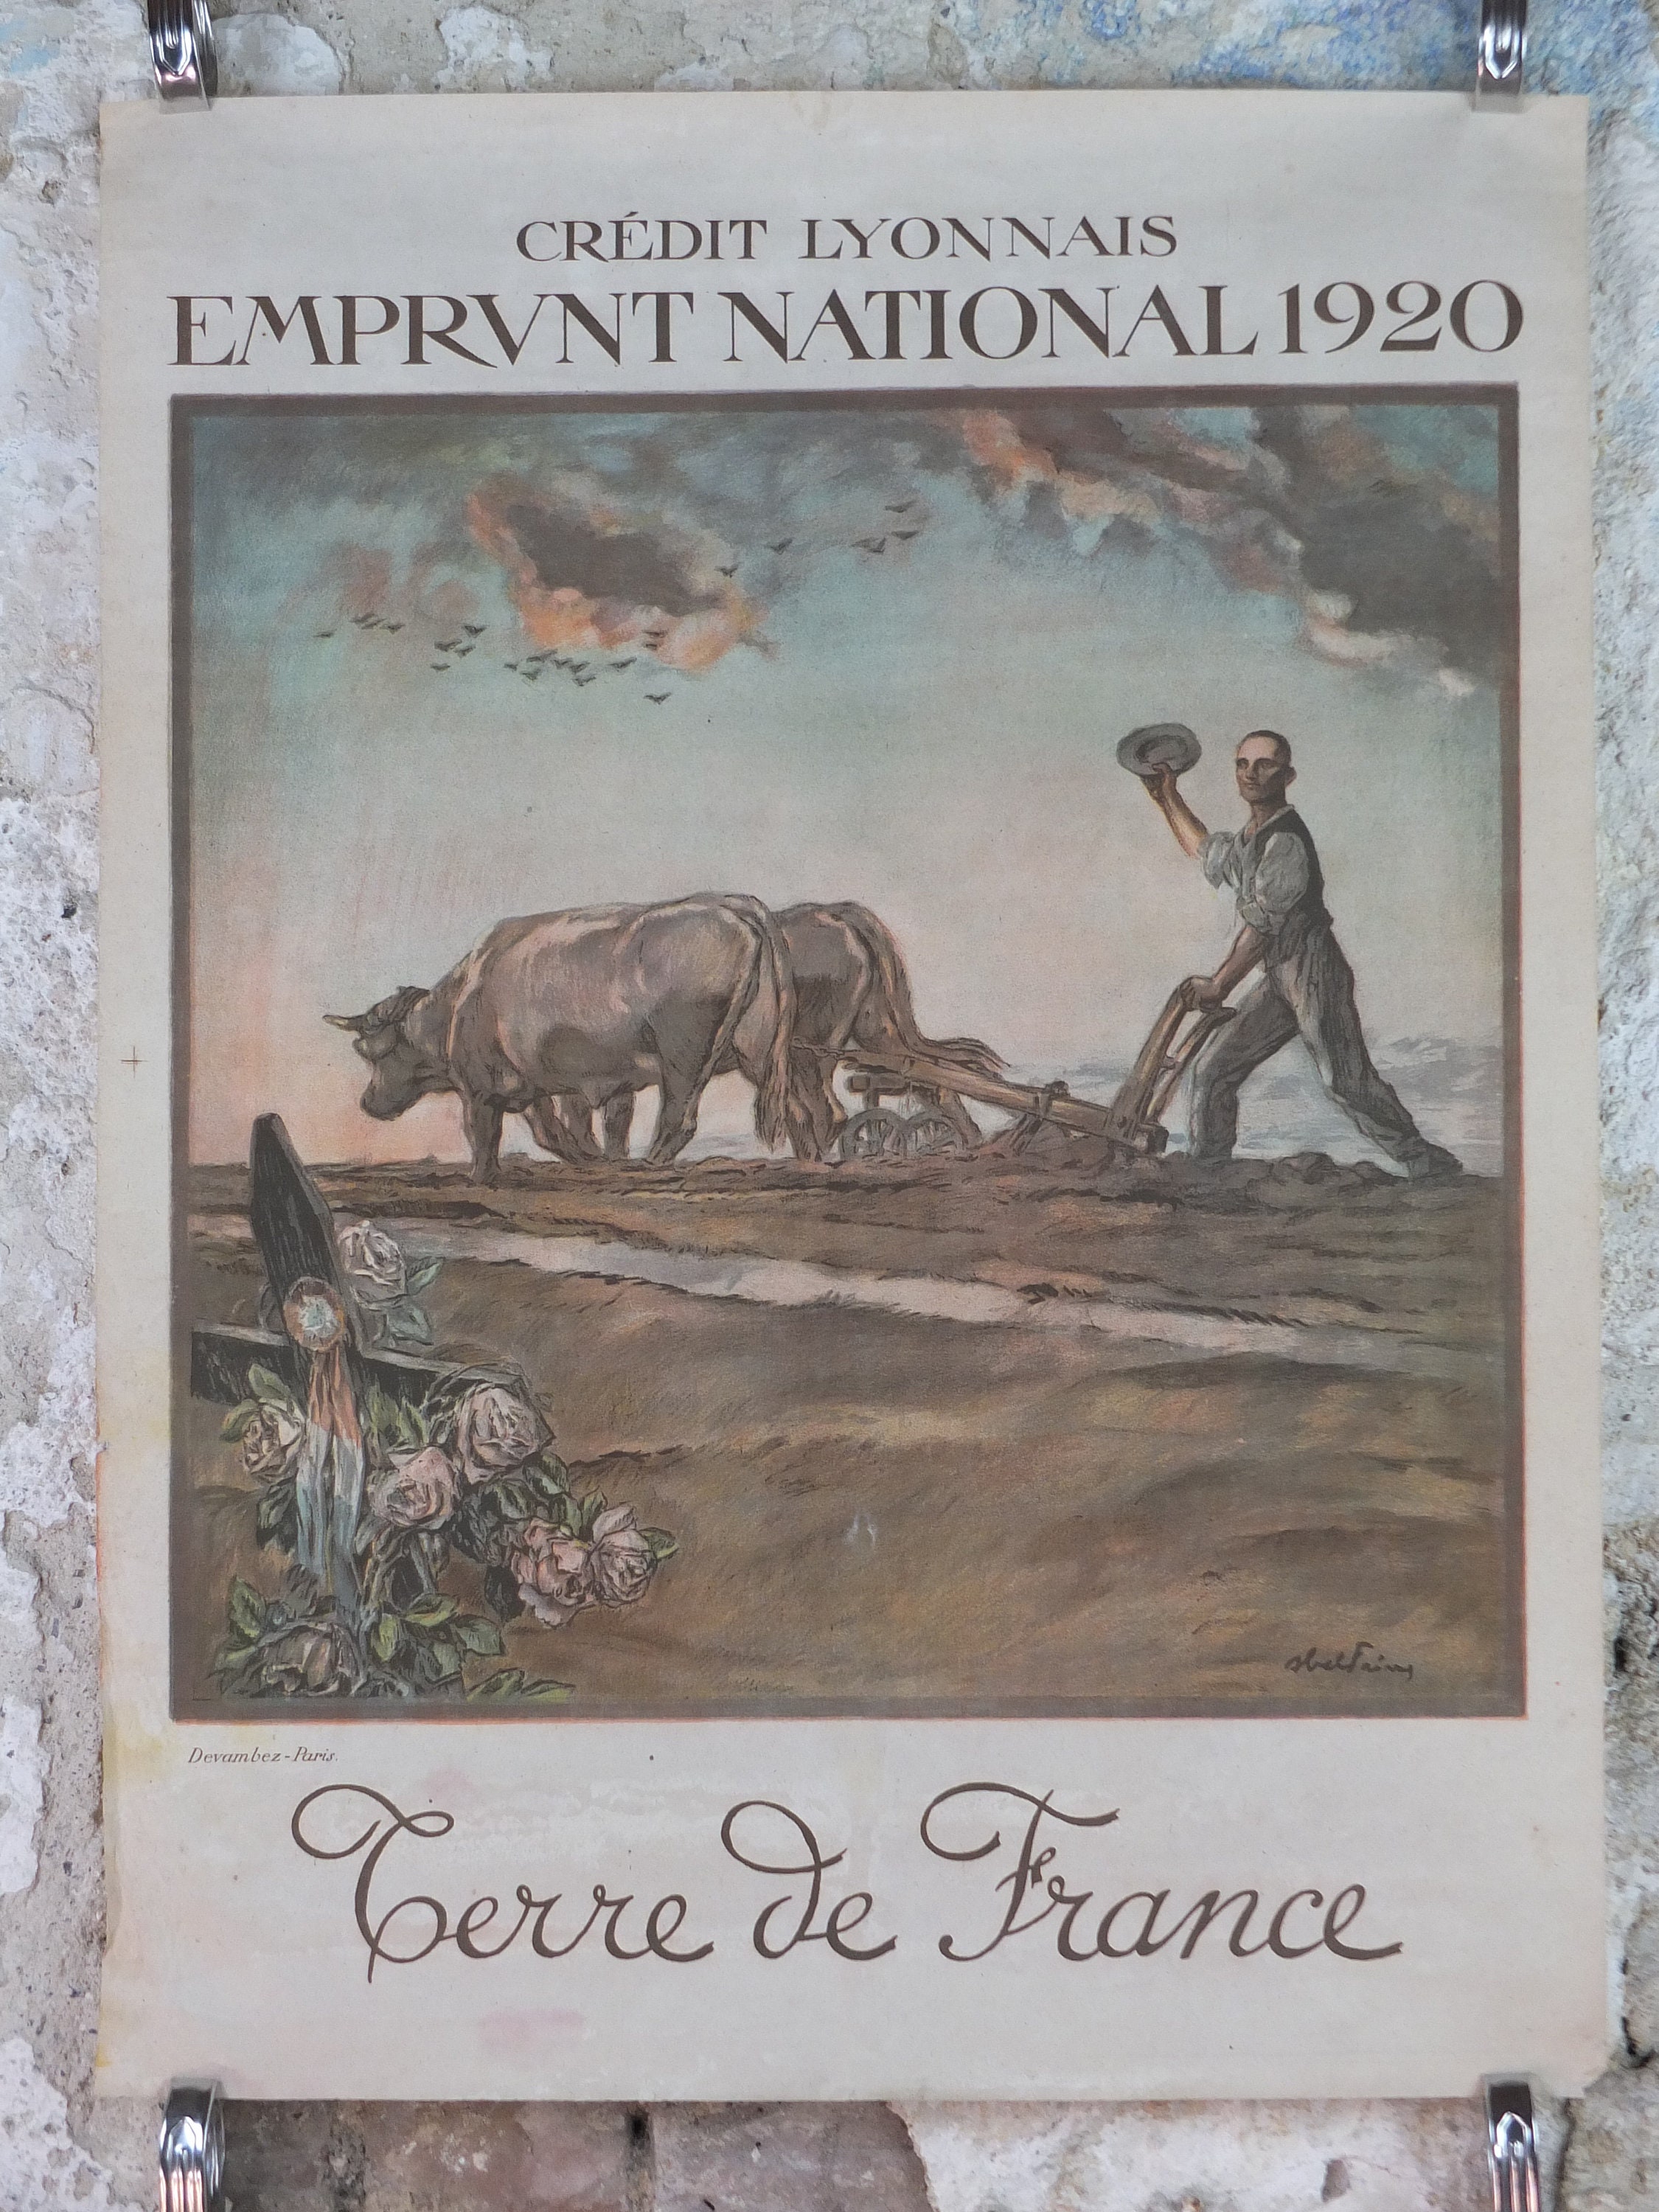 CRÉDIT LYONNAIS
EMPRVNT NATIONAL 1920
Devambez-Paris.
Terre de France